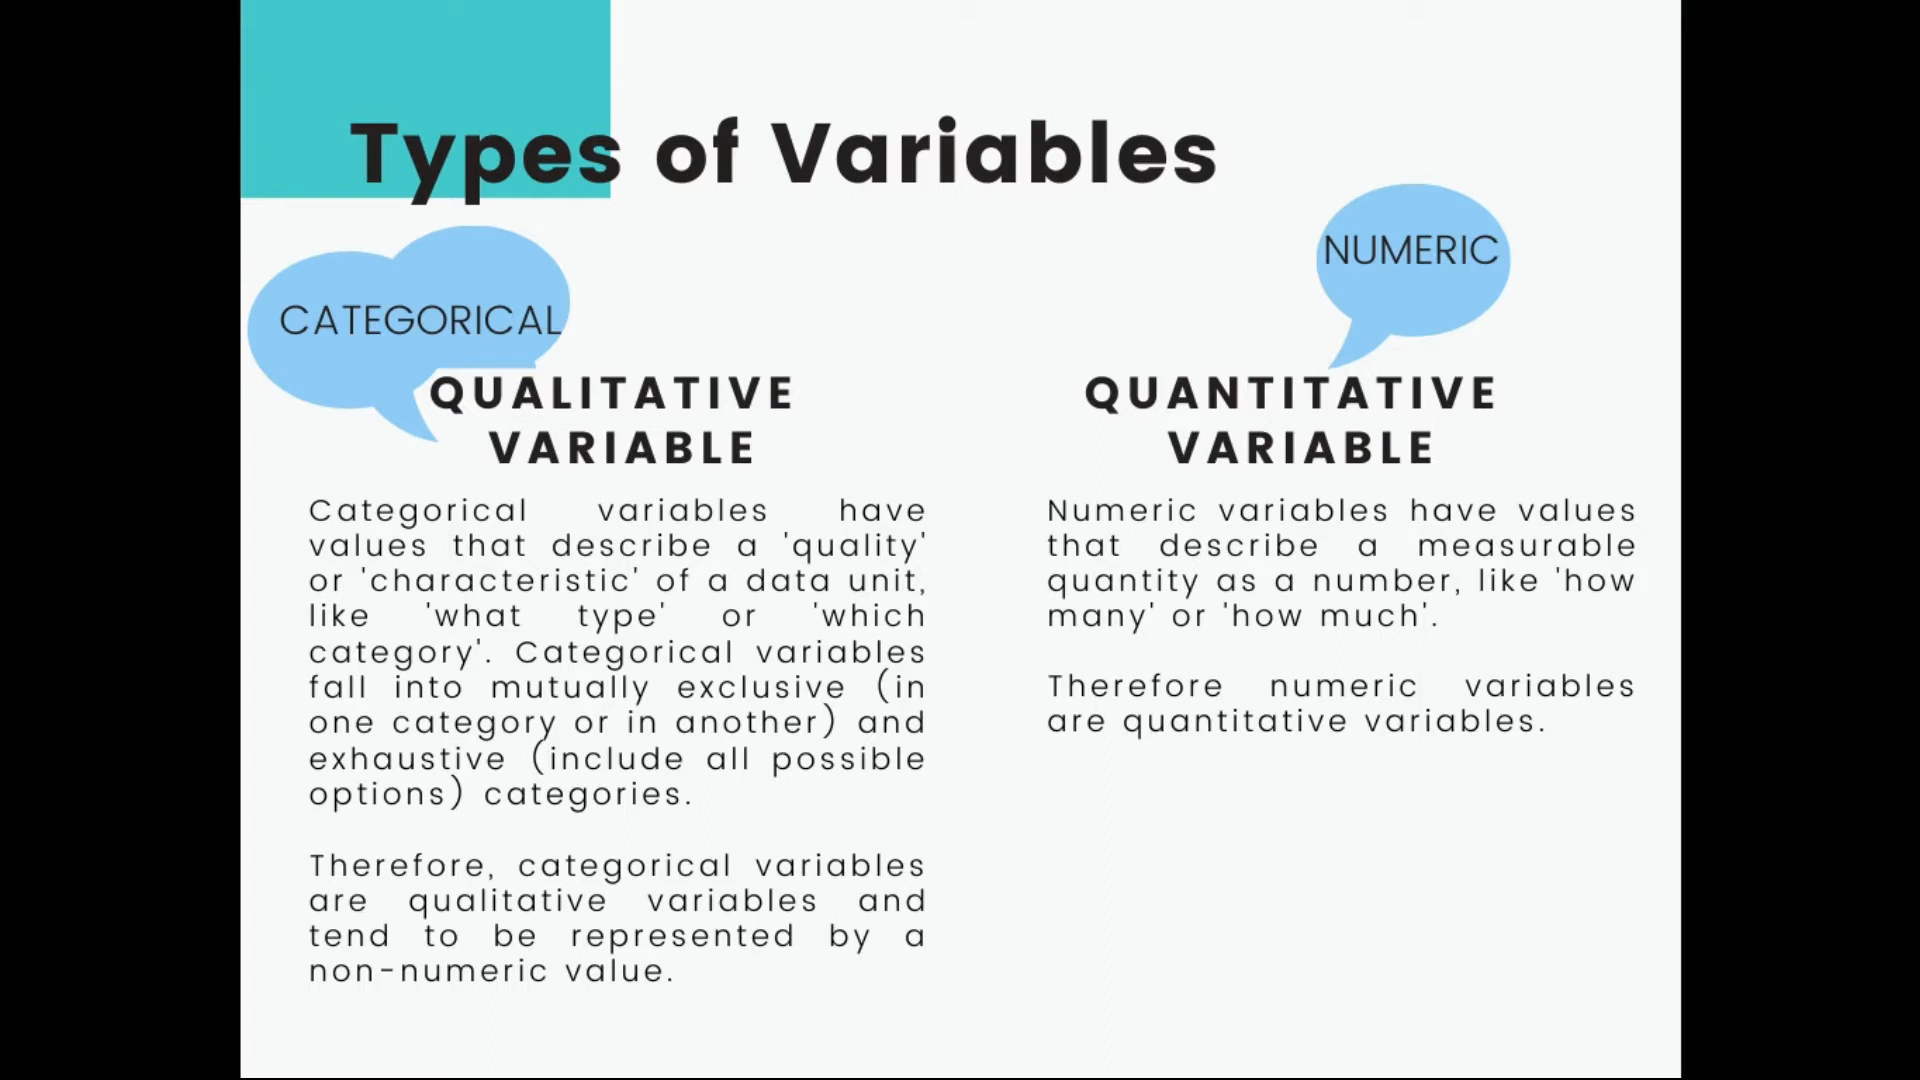 Types of Variables
CATEGORICAL
QUALITATIVE
VARIABLE
Categorical variables have
values that describe a 'quality'
or 'characteristic' of a data unit,
like 'what type' or 'which
category'. Categorical variables
fall into mutually exclusive (in
one category or in another) and
exhaustive (include all possible
options) categories.
Therefore, categorical variables
are qualitative variables and
tend to be represented by a
non-numeric value.
NUMERIC
QUANTITATIVE
VARIABLE
Numeric variables have values
that describe a measurable
quantity as a number, like 'how
many' or 'how much'.
Therefore numeric variables
are quantitative variables.